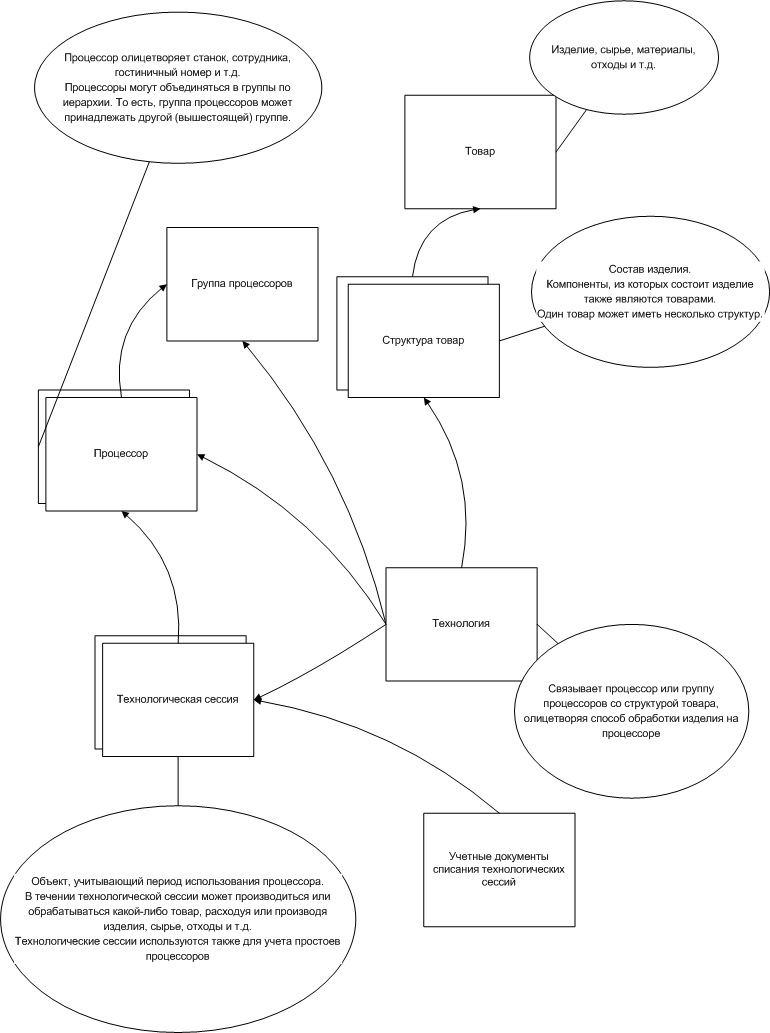 Процессор олицетворяет станок, сотрудника,
гостиничный номер и т.д.
Процессоры могут объединяться в группы по
иерархии. То есть, группа процессоров может
принадлежать другой (вышестоящей) группе.
Изделие, сырье, материалы,
отходы и т.д.
Товар
Группа процессоров
Состав изделия.
Компоненты, из которых состоит изделие
также являются товарами.
Один товар может иметь несколько структур.
Структура товар
Процессор
Технология
Технологическая сессия
Связывает процессор или группу
процессоров со структурой товара,
олицетворяя способ обработки изделия на
процессоре
Учетные документы
списания технологических
сессий
Объект, учитывающий период использования процессора.
В течении технологической сессии может производиться или
обрабатываться какой-либо товар, расходуя или производя
изделия, сырье, отходы и т.д.
Технологические сессии используются также для учета простоев
процессоров